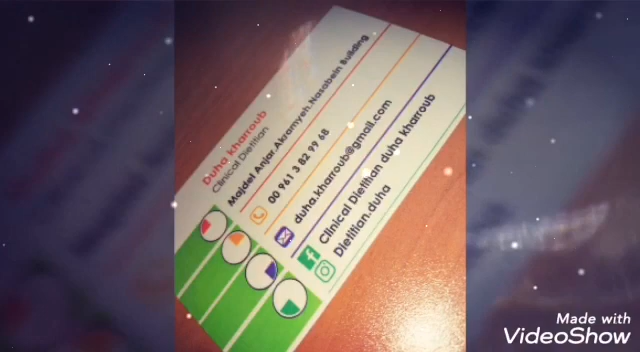 Duha kharroub
Clinical Dietitian
Majdel Anjar.Akramyeh.Nasabein Building
00 961 3 82 99 68
duha.kharroub@gmail.com
Clinical Dietitian duha kharroub
Dietitian.duha
Made with
VideoShow